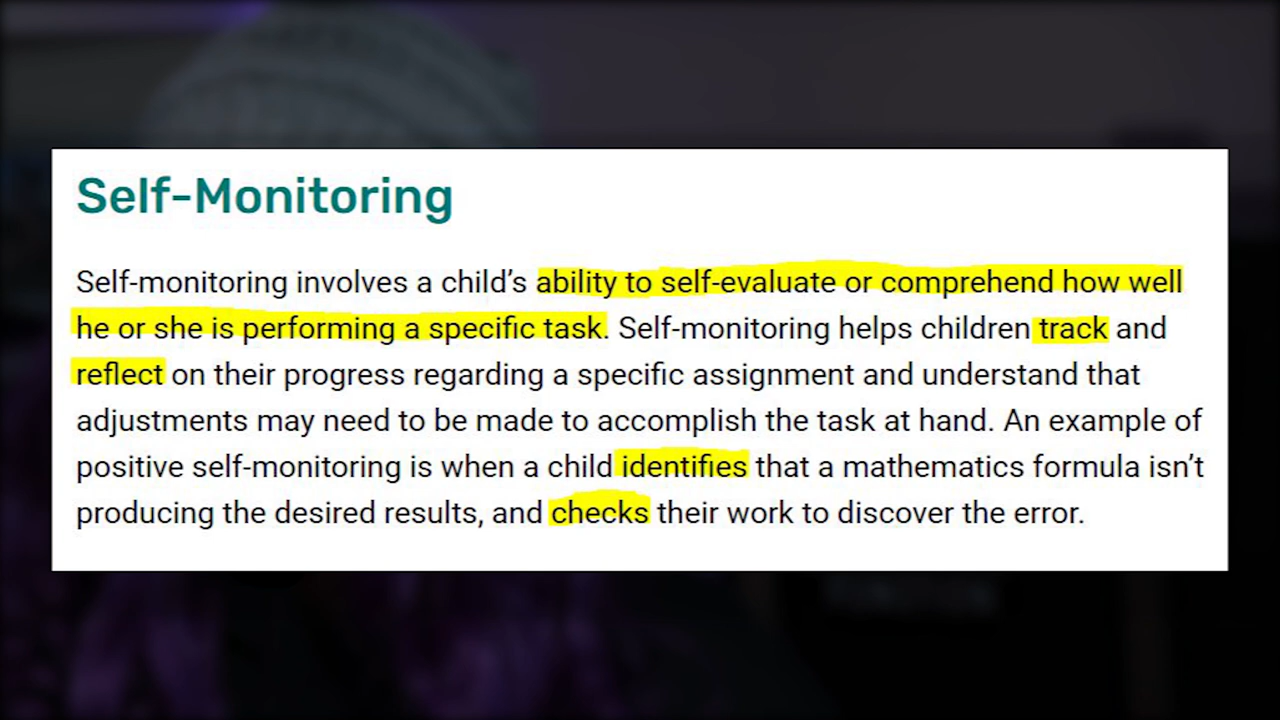 Self-Monitoring
Self-monitoring involves a child’s ability to self-evaluate or comprehend how well
he or she is performing a specific task. Self-monitoring helps children track and
reflect on their progress regarding a specific assignment and understand that
adjustments may need to be made to accomplish the task at hand. An example of
positive self-monitoring is when a child identifies that a mathematics formula isn’t
producing the desired results, and checks their work to discover the error.